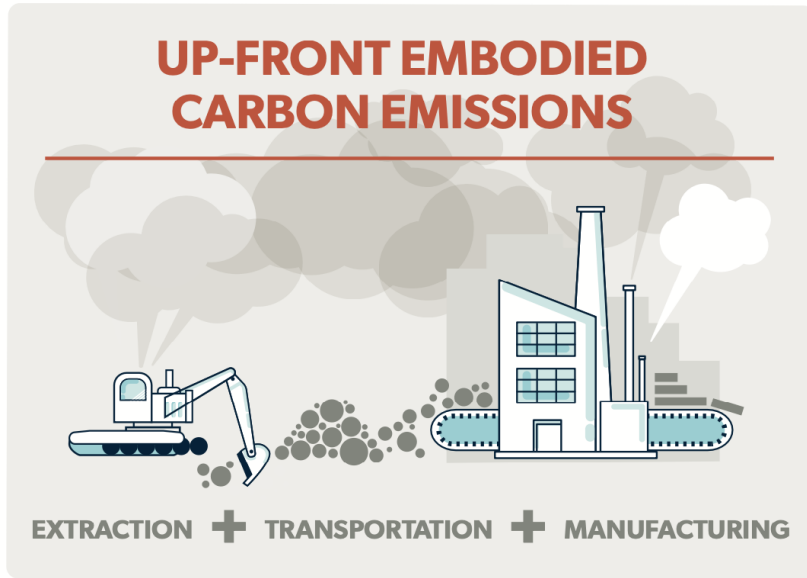 UP-FRONT EMBODIED
CARBON EMISSIONS
EXTRACTION + TRANSPORTATION + MANUFACTURING